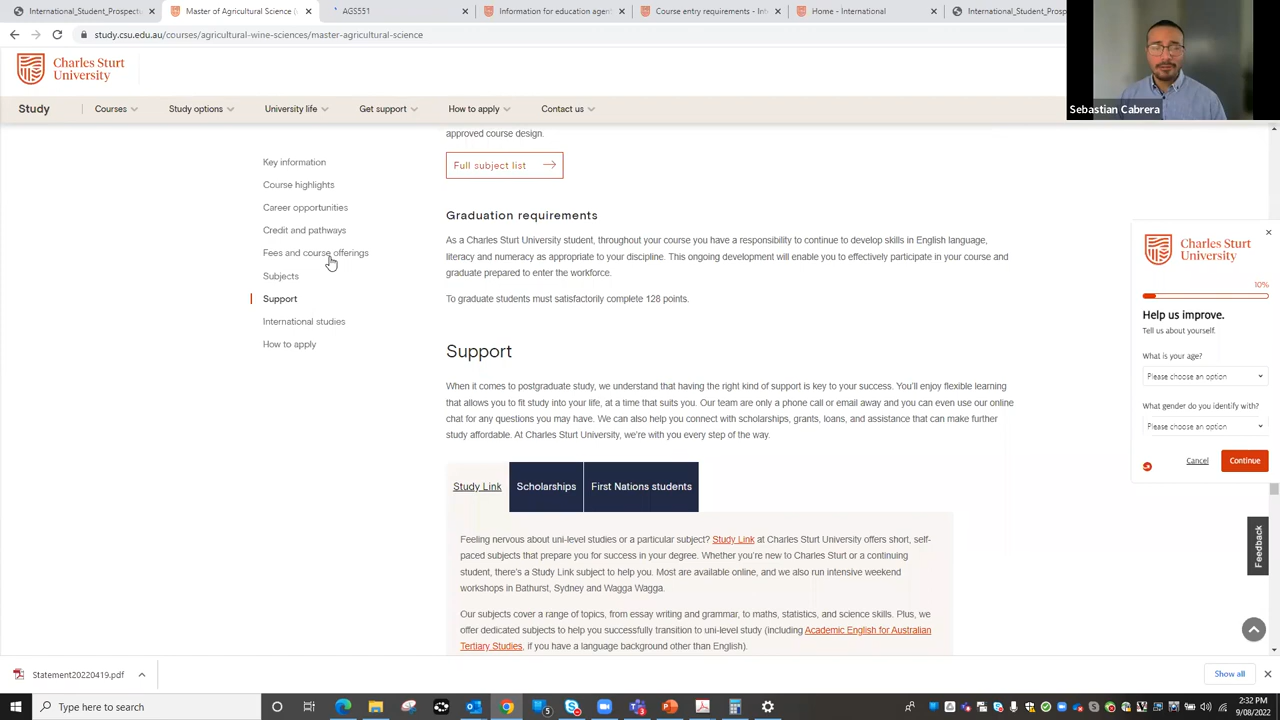 International_Student_Prospect
Master of Agricultural Science (
AGS551
Information for education agen
Course entry requirements - Int
Home - International
International_Student_Prosp
study.csu.edu.au/courses/agricultural-wine-sciences/master-agricultural-science
Charles Sturt
University
Sebastian Cabrera
Study
Courses
Study options
University life
Get support
How to apply
Contact us
approved course design.
Full subject list
Key information
Course highlights
Career opportunities
Credit and pathways
Fees and course offerings
Subjects
Support
International studies
How to apply
Graduation requirements
As a Charles Sturt University student, throughout your course you have a responsibility to continue to develop skills in English language,
literacy and numeracy as appropriate to your discipline. This ongoing development will enable you to effectively participate in your course and
graduate prepared to enter the workforce.
To graduate students must satisfactorily complete 128 points.
Support
When it comes to postgraduate study, we understand that having the right kind of support is key to your success. You'll enjoy flexible learning
that allows you to fit study into your life, at a time that suits you. Our team are only a phone call or email away and you can even use our online
chat for any questions you may have. We can also help you connect with scholarships, grants, loans, and assistance that can make further
study affordable. At Charles Sturt University, we're with you every step of the way.
Study Link
Scholarships
First Nations students
Feeling nervous about uni-level studies or a particular subject? Study Link at Charles Sturt University offers short, self-
paced subjects that prepare you for success in your degree. Whether you're new to Charles Sturt or a continuing
student, there's a Study Link subject to help you. Most are available online, and we also run intensive weekend
workshops in Bathurst, Sydney and Wagga Wagga.
Our subjects cover a range of topics, from essay writing and grammar, to maths, statistics, and science skills. Plus, we
offer dedicated subjects to help you successfully transition to uni-level study (including Academic English for Australian
Tertiary Studies, if you have a language background other than English).
Charles Sturt
University
10%
Help us improve.
Tell us about yourself.
What is your age?
Please choose an option
What gender do you identify with?
Please choose an option
Cancel
Continue
Feedback
Statement20220419.pdf
Show all
Type here to search
2:32 PM
9/08/2022